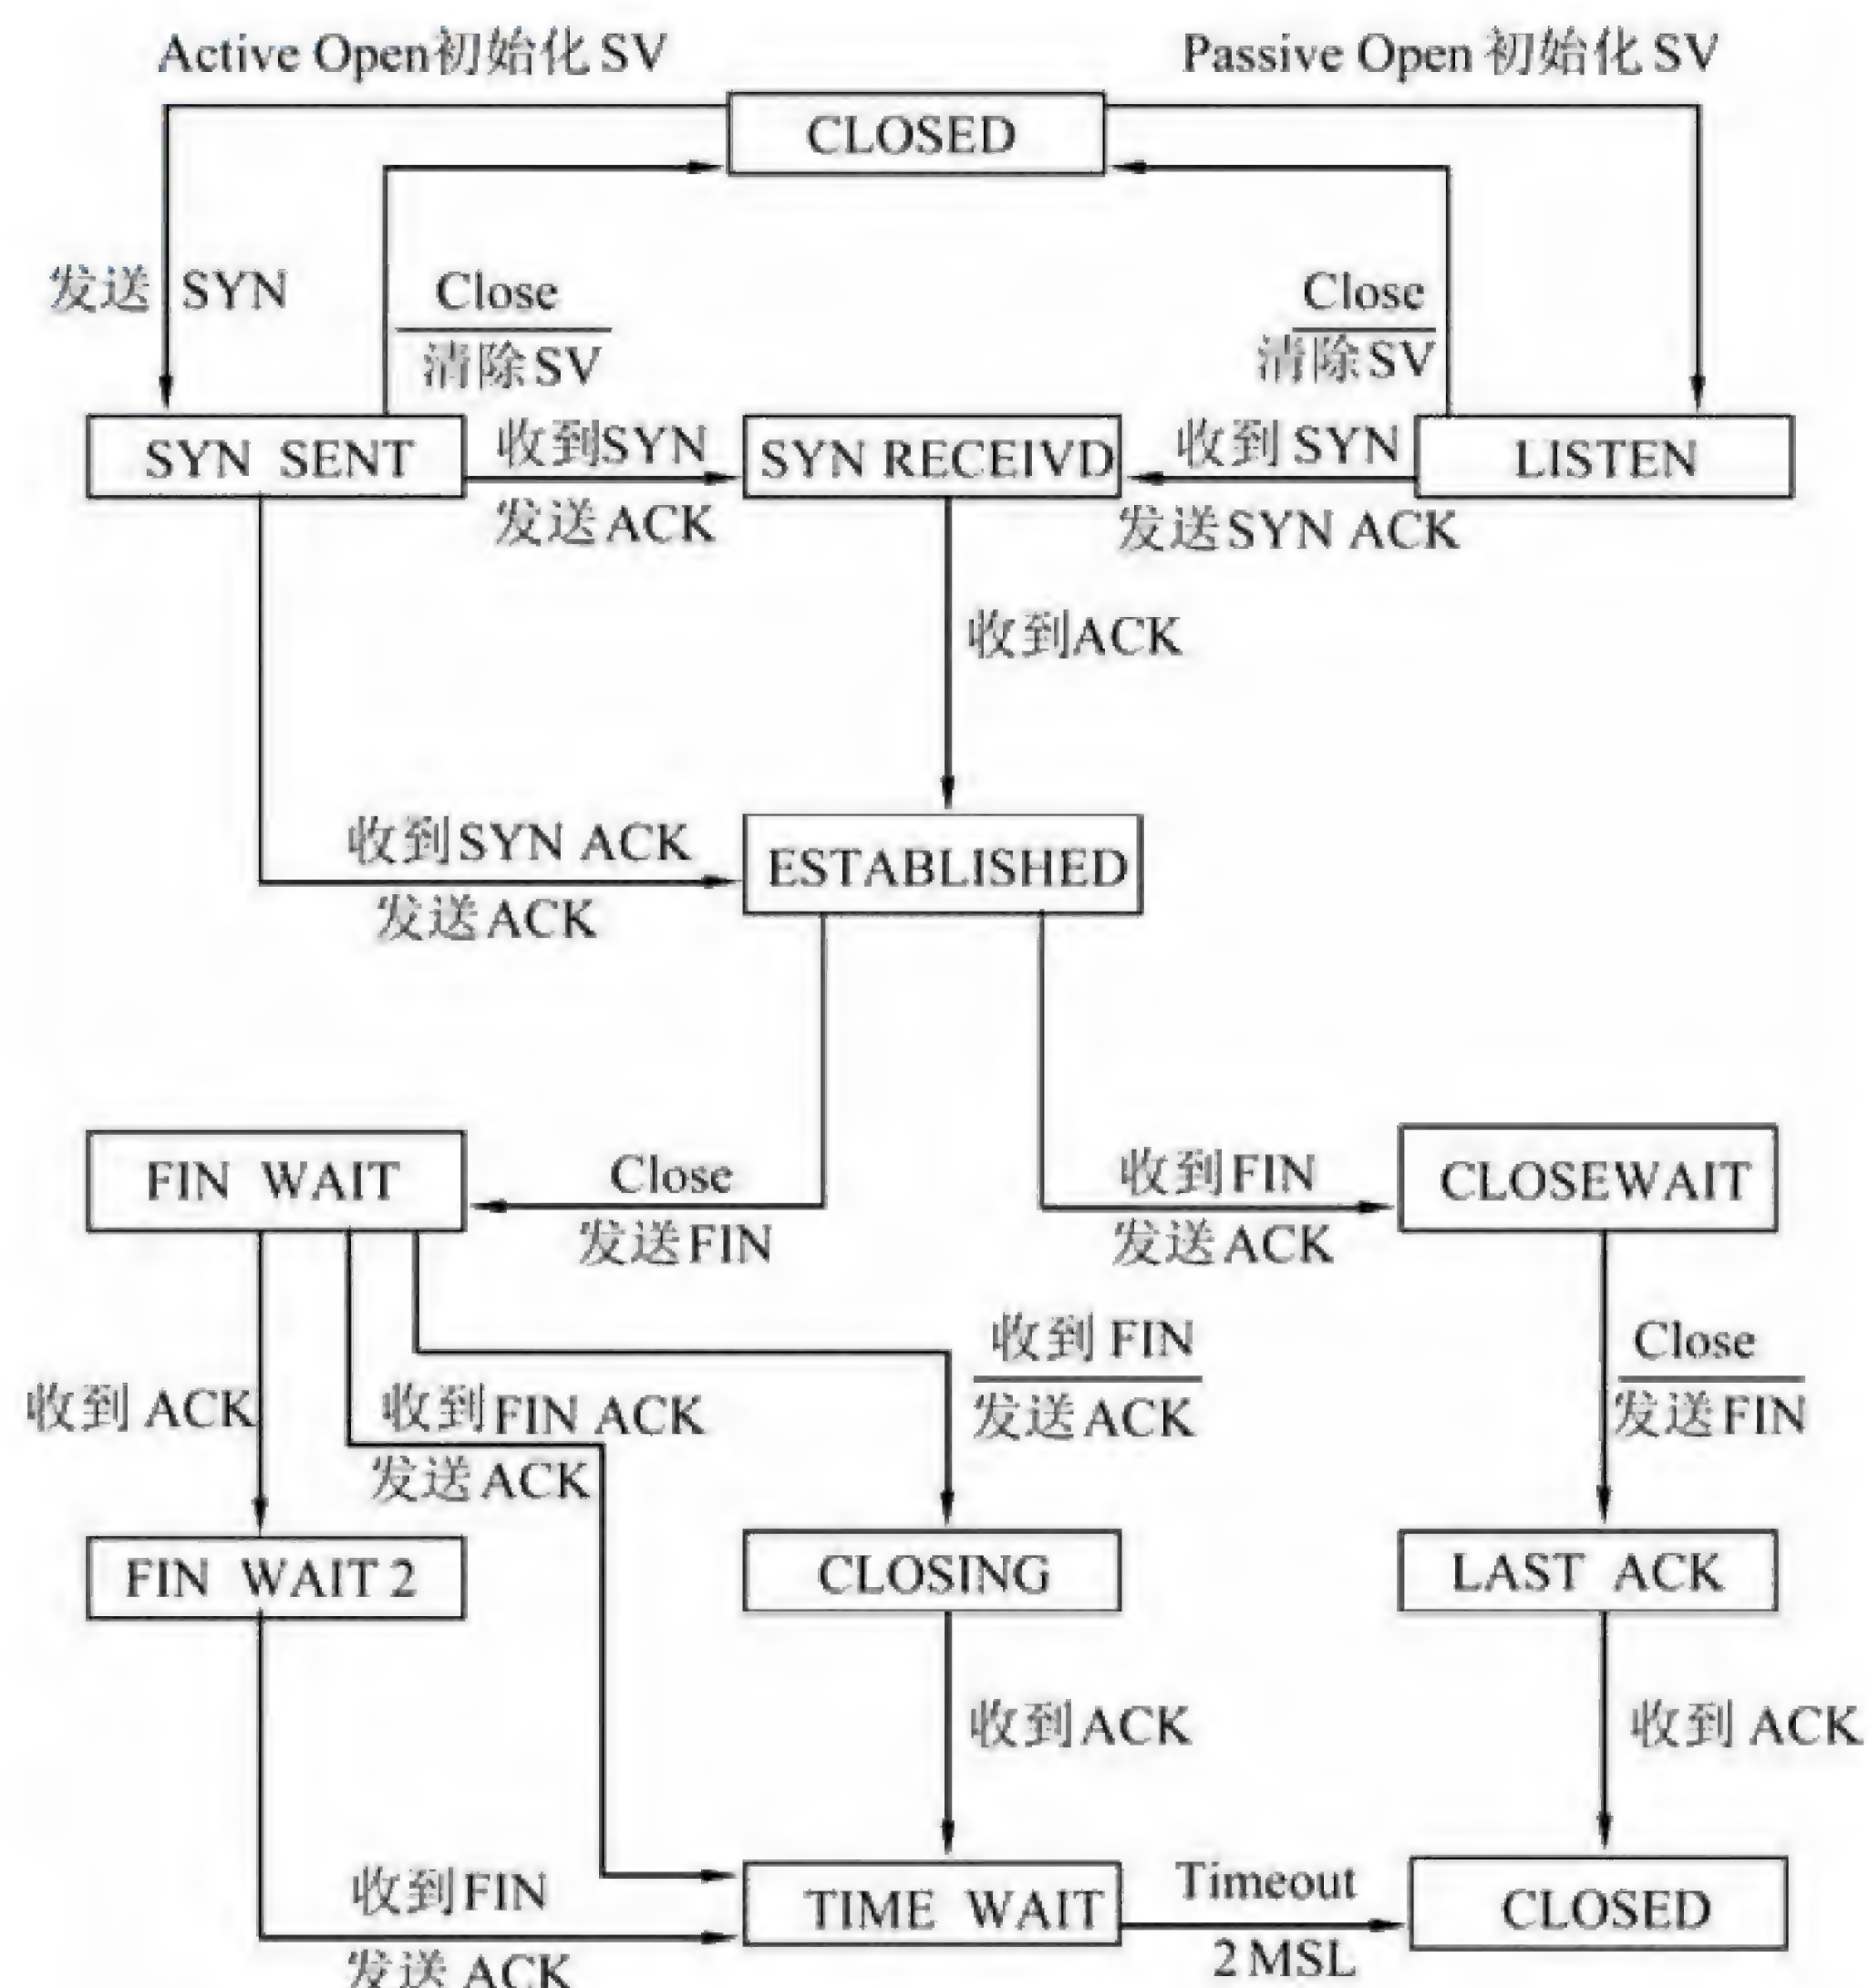 Active Open初始化 SV
Passive Open 初始化 SV
CLOSED
发送 SYN
Close
清除SV
Close
清除SV
SYN SENT
收到SYN
发送ACK
SYN RECEIVD
收到 SYN
发送SYN ACK
LISTEN
收到ACK
收到SYN ACK
发送ACK
ESTABLISHED
FIN WAIT
Close
发送FIN
收到FIN
发送ACK
CLOSEWAIT
收到 ACK
收到FIN ACK
发送ACK
收到 FIN
发送ACK
Close
发送FIN
FIN WAIT 2
CLOSING
LAST ACK
收到ACK
收到 ACK
收到FIN
发送 ACK
TIME WAIT
Timeout
2 MSL
CLOSED